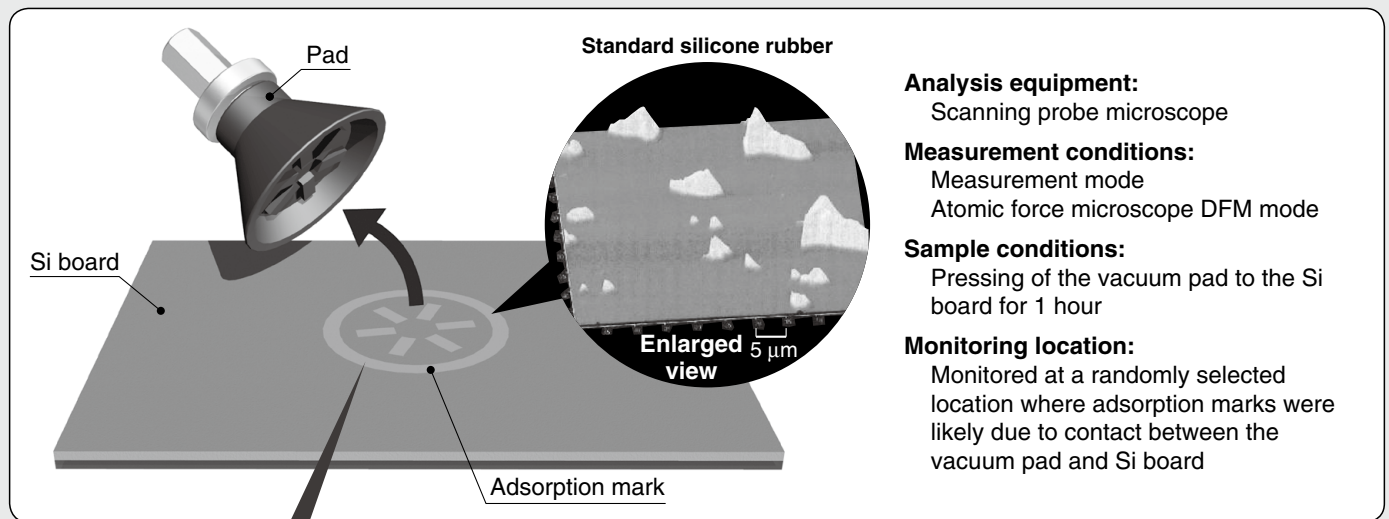 Pad
Si board
Adsorption mark
Standard silicone rubber
Enlarged
view
5 μm
Analysis equipment:
Scanning probe microscope
Measurement conditions:
Measurement mode
Atomic force microscope DFM mode
Sample conditions:
Pressing of the vacuum pad to the Si
board for 1 hour
Monitoring location:
Monitored at a randomly selected
location where adsorption marks were
likely due to contact between the
vacuum pad and Si board